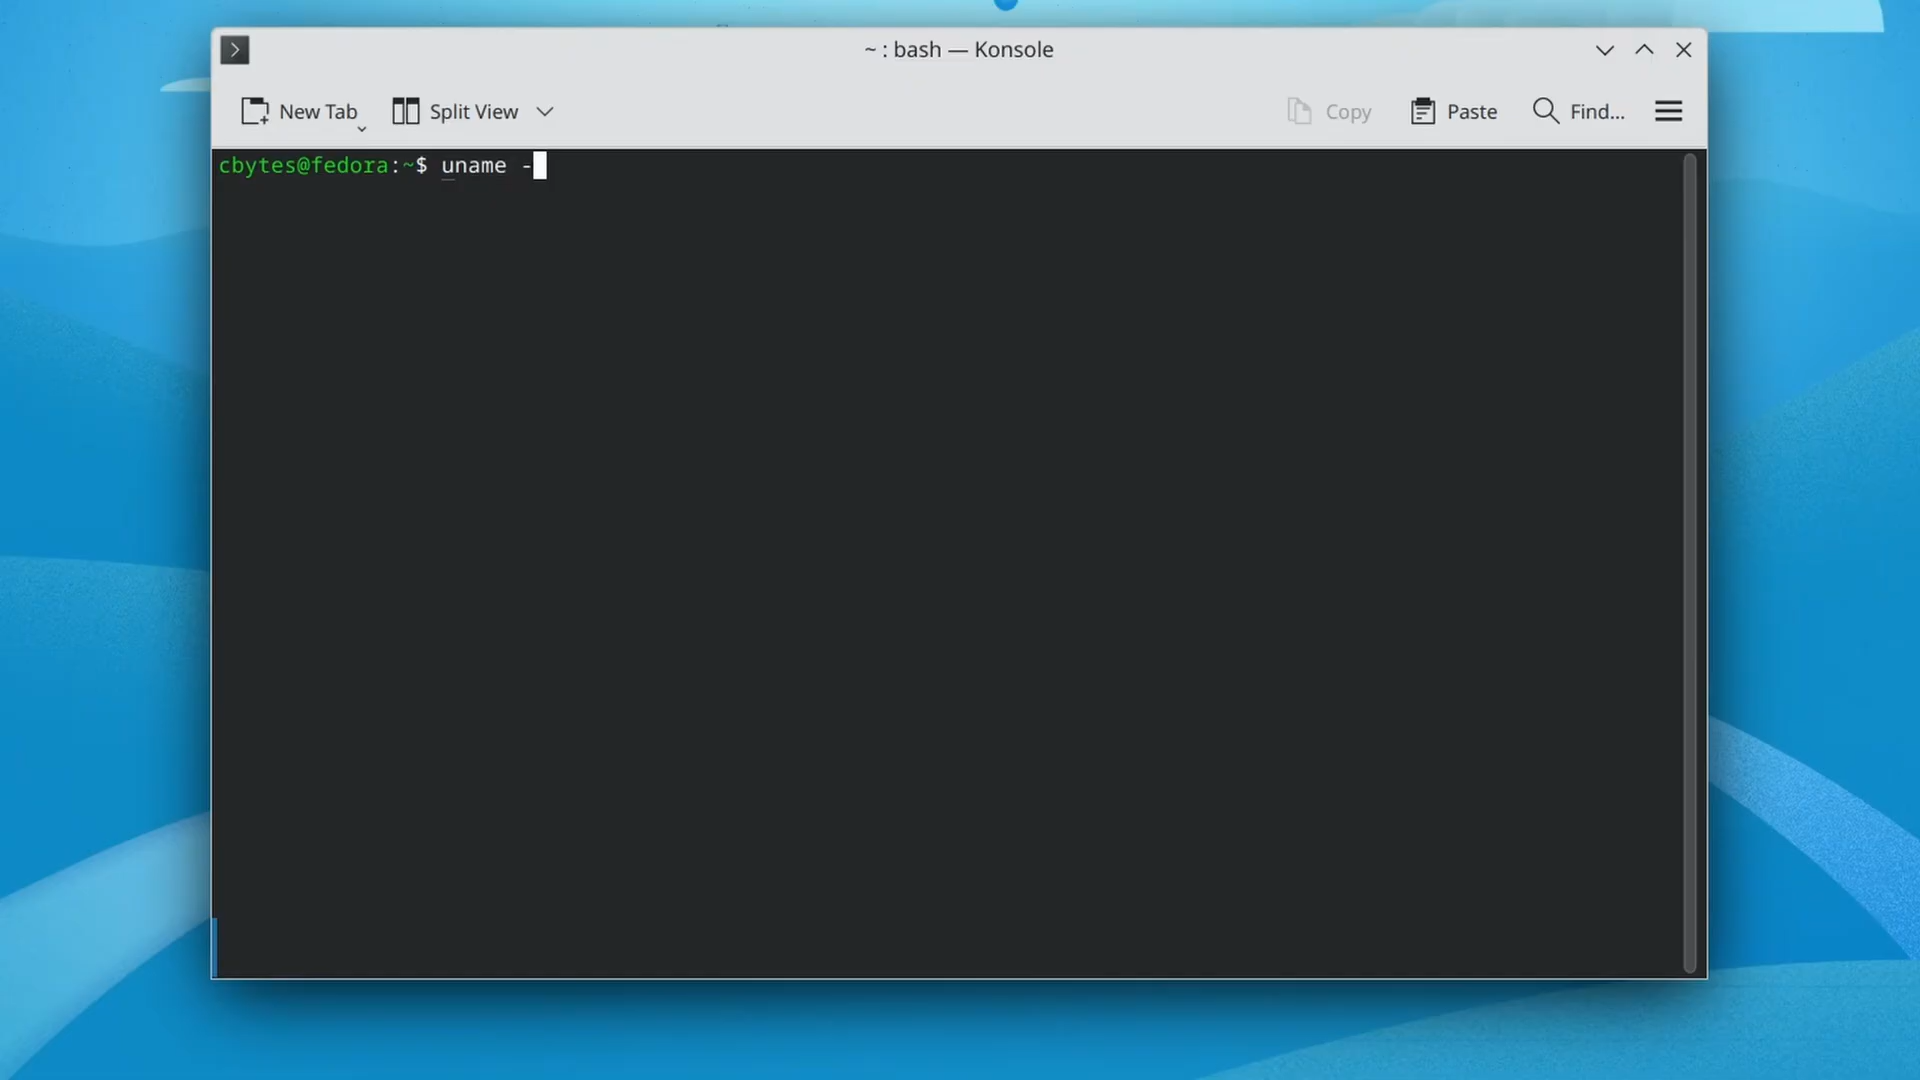 ~ : bash — Konsole
New Tab Split View Copy Paste Find...
cbytes@fedora:~$ uname -